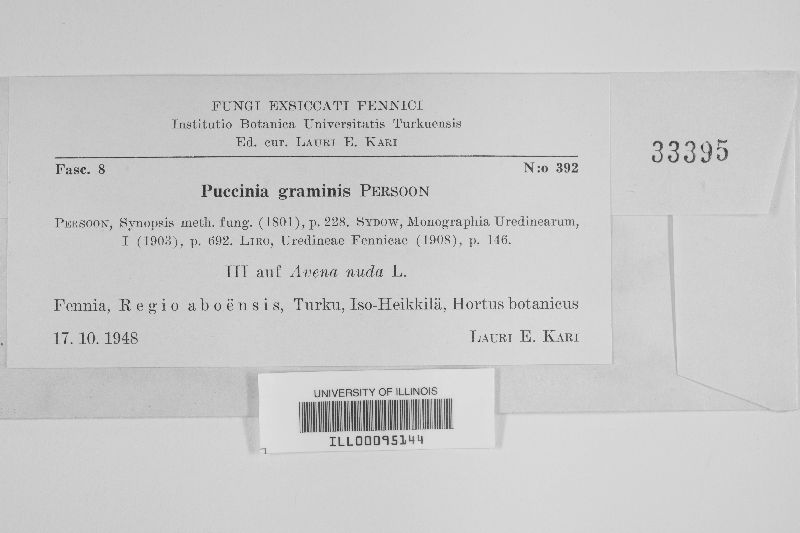 FUNGI EXSICCATI FENNICI
Institutio Botanica Universitatis Turkuensis
Ed. cur. LAURI E. KARI
Fasc. 8 N:o 392
Puccinia graminis PERSOON
PERSOON, Synopsis meth. fung. (1801), p. 228. SYDOW, Monographia Uredinearum,
I (1903), p. 692. LIRO, Uredineae Fennicae (1908), p. 146.
III auf Avena nuda L.
Fennia, Regio aboënsis, Turku, Iso-Heikkilä, Hortus botanicus
17. 10. 1948 LAURI E. KARI
33395
UNIVERSITY OF ILLINOIS
ILL00095144